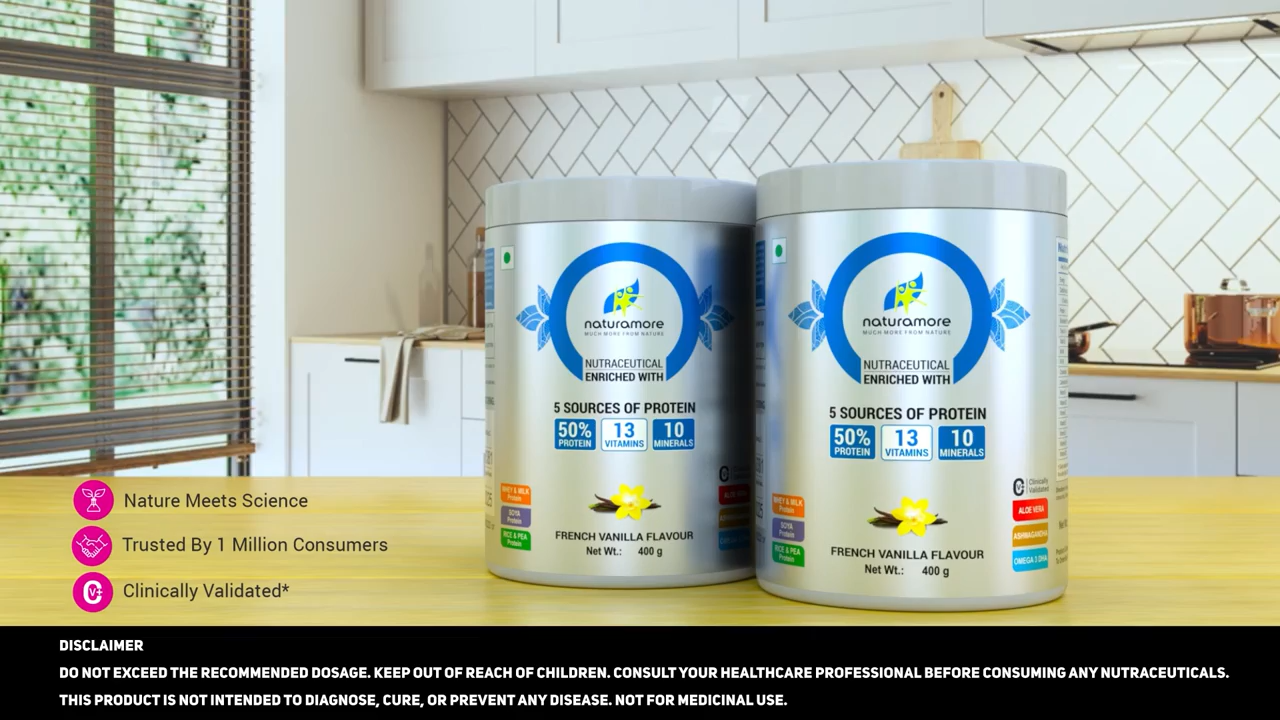 naturamore
MUCH MORE FROM NATURE
NUTRACEUTICAL
ENRICHED WITH
5 SOURCES OF PROTEIN
50% PROTEIN
13 VITAMINS
10 MINERALS
WHEY & MILK Protein
SOYA Protein
RICE & PEA Protein
ALOE VERA
FRENCH VANILLA FLAVOUR
Net Wt.: 400 g
naturamore
MUCH MORE FROM NATURE
NUTRACEUTICAL
ENRICHED WITH
5 SOURCES OF PROTEIN
50% PROTEIN
13 VITAMINS
10 MINERALS
Clinically Validated
WHEY & MILK Protein
SOYA Protein
RICE & PEA Protein
ALOE VERA
ASHWAGANDHA
OMEGA 3 DHA
FRENCH VANILLA FLAVOUR
Net Wt.: 400 g
Nature Meets Science
Trusted By 1 Million Consumers
Clinically Validated*
DISCLAIMER
DO NOT EXCEED THE RECOMMENDED DOSAGE. KEEP OUT OF REACH OF CHILDREN. CONSULT YOUR HEALTHCARE PROFESSIONAL BEFORE CONSUMING ANY NUTRACEUTICALS.
THIS PRODUCT IS NOT INTENDED TO DIAGNOSE, CURE, OR PREVENT ANY DISEASE. NOT FOR MEDICINAL USE.